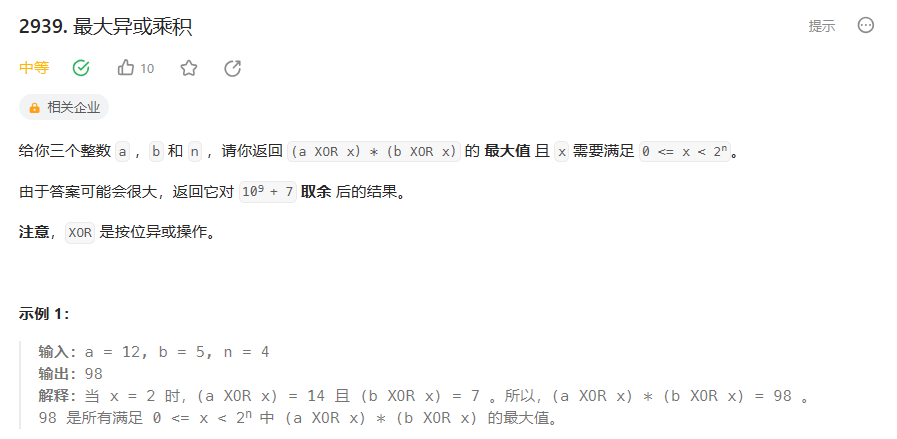 2939. 最大异或乘积
提示
中等 10
相关企业
给你三个整数 a ，b 和 n ，请你返回 (a XOR x) * (b XOR x) 的 最大值 且 x 需要满足 0 <= x < 2ⁿ。
由于答案可能会很大，返回它对 10⁹ + 7 取余 后的结果。
注意，XOR 是按位异或操作。
示例 1：
输入：a = 12, b = 5, n = 4
输出：98
解释：当 x = 2 时，(a XOR x) = 14 且 (b XOR x) = 7 。所以，(a XOR x) * (b XOR x) = 98 。
98 是所有满足 0 <= x < 2ⁿ 中 (a XOR x) * (b XOR x) 的最大值。